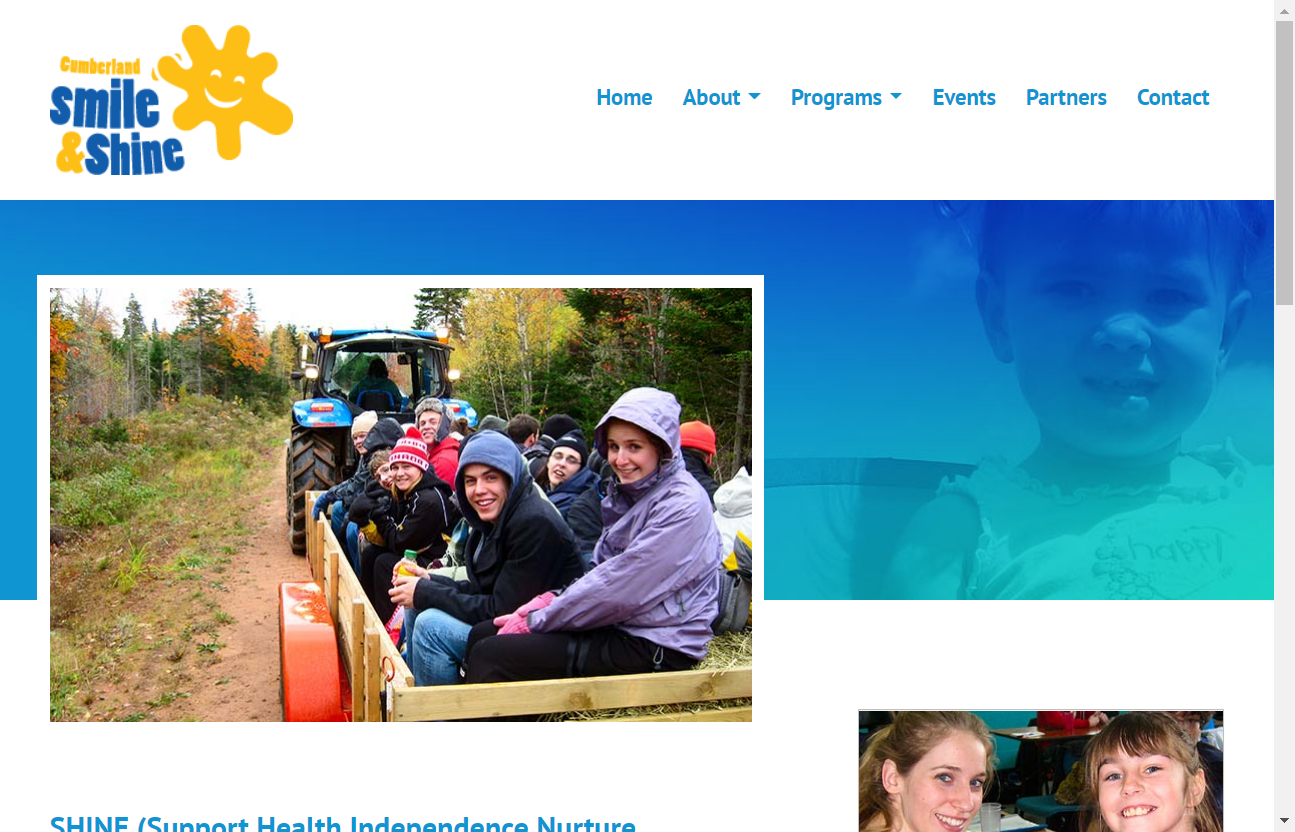 Cumberland
smile
&Shine
Home About Programs Events Partners Contact
happy
SHINE (Support Health Independence Nurture